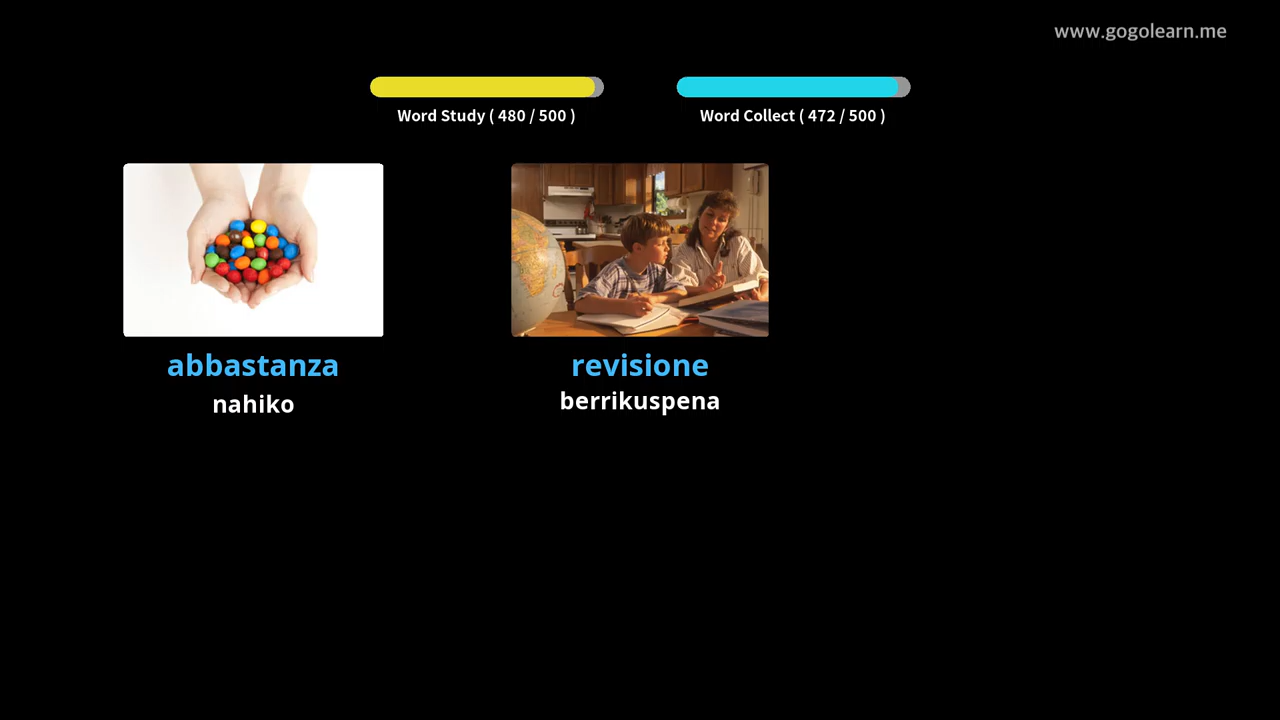 www.gogolearn.me
Word Study ( 480 / 500 )
Word Collect ( 472 / 500 )
abbastanza
nahiko
revisione
berrikuspena